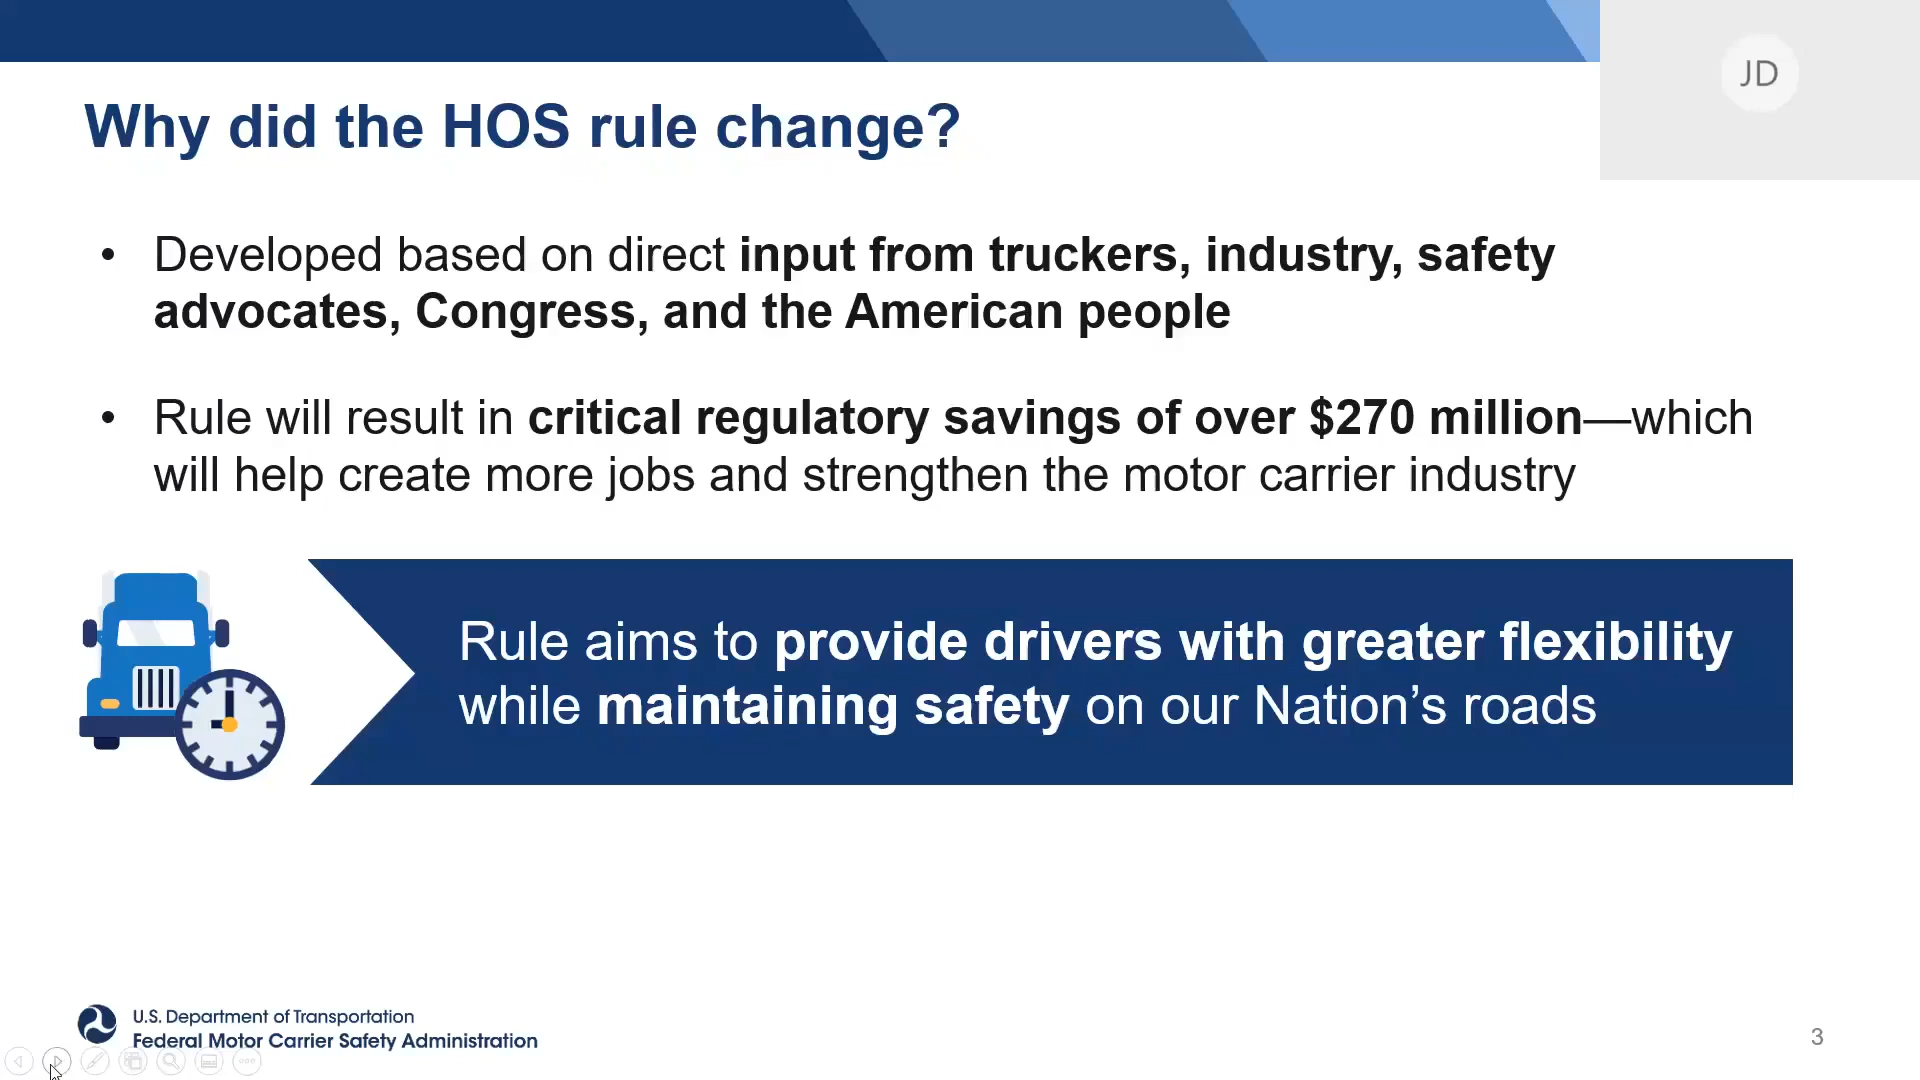 JD
Why did the HOS rule change?
• Developed based on direct input from truckers, industry, safety
advocates, Congress, and the American people
• Rule will result in critical regulatory savings of over $270 million—which
will help create more jobs and strengthen the motor carrier industry
Rule aims to provide drivers with greater flexibility
while maintaining safety on our Nation’s roads
U.S. Department of Transportation
Federal Motor Carrier Safety Administration
3